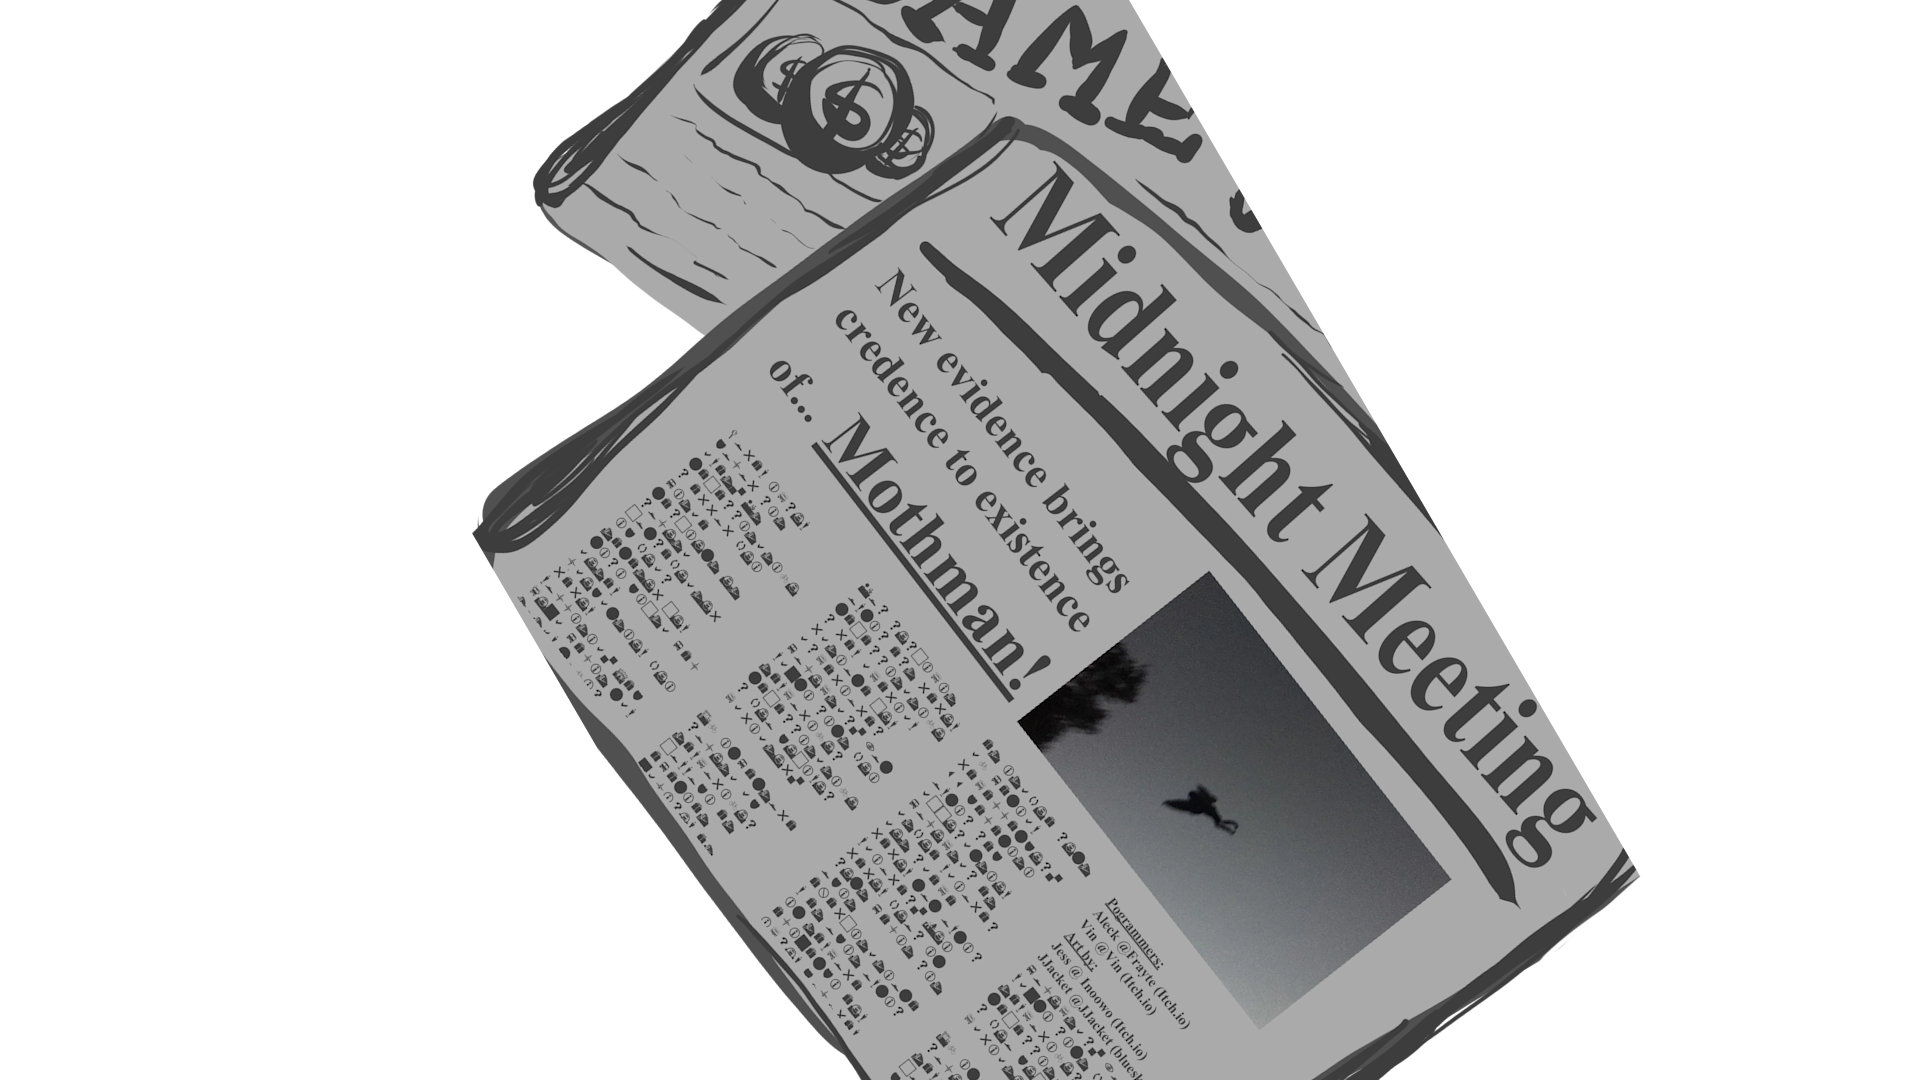 Midnight Meeting
New evidence brings
credence to existence
of...
Mothman!
Pogrammers:
Aleck @Frayte (Itch.io)
Vin @Vin (Itch.io)
Art by:
Jess @ Inoowo (Itch.io)
JJacket @JJacket (bluesk